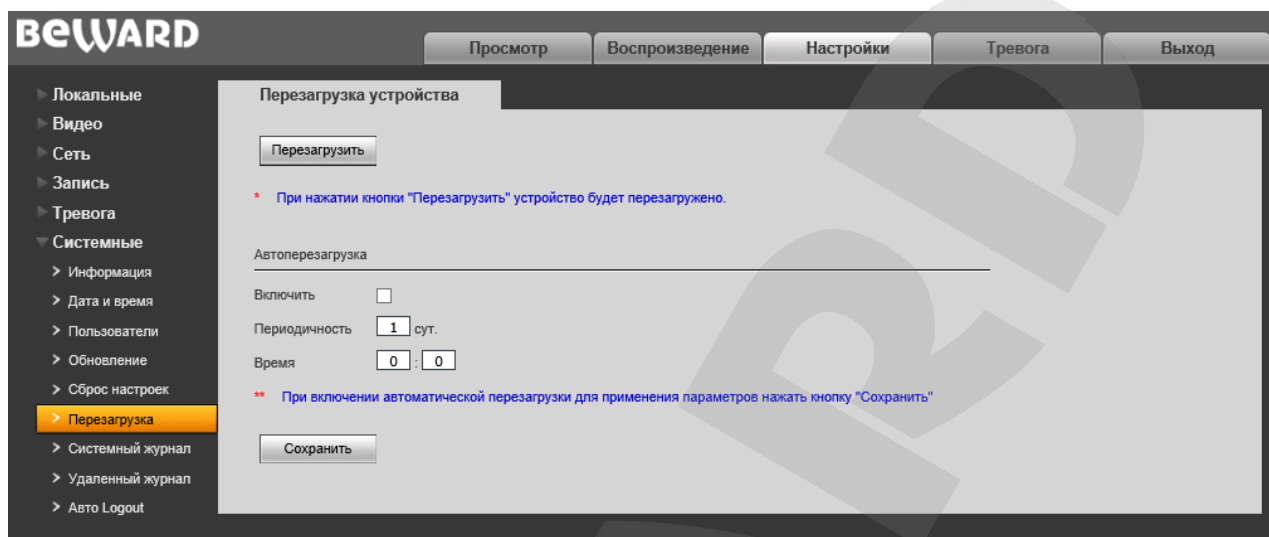 BEWARD
Просмотр Воспроизведение Настройки Тревога Выход
Локальные
Видео
Сеть
Запись
Тревога
Системные
Информация
Дата и время
Пользователи
Обновление
Сброс настроек
Перезагрузка
Системный журнал
Удаленный журнал
Авто Logout
Перезагрузка устройства
Перезагрузить
* При нажатии кнопки "Перезагрузить" устройство будет перезагружено.
Автоперезагрузка
Включить
Периодичность 1 сут.
Время 0 : 0
** При включении автоматической перезагрузки для применения параметров нажать кнопку "Сохранить"
Сохранить